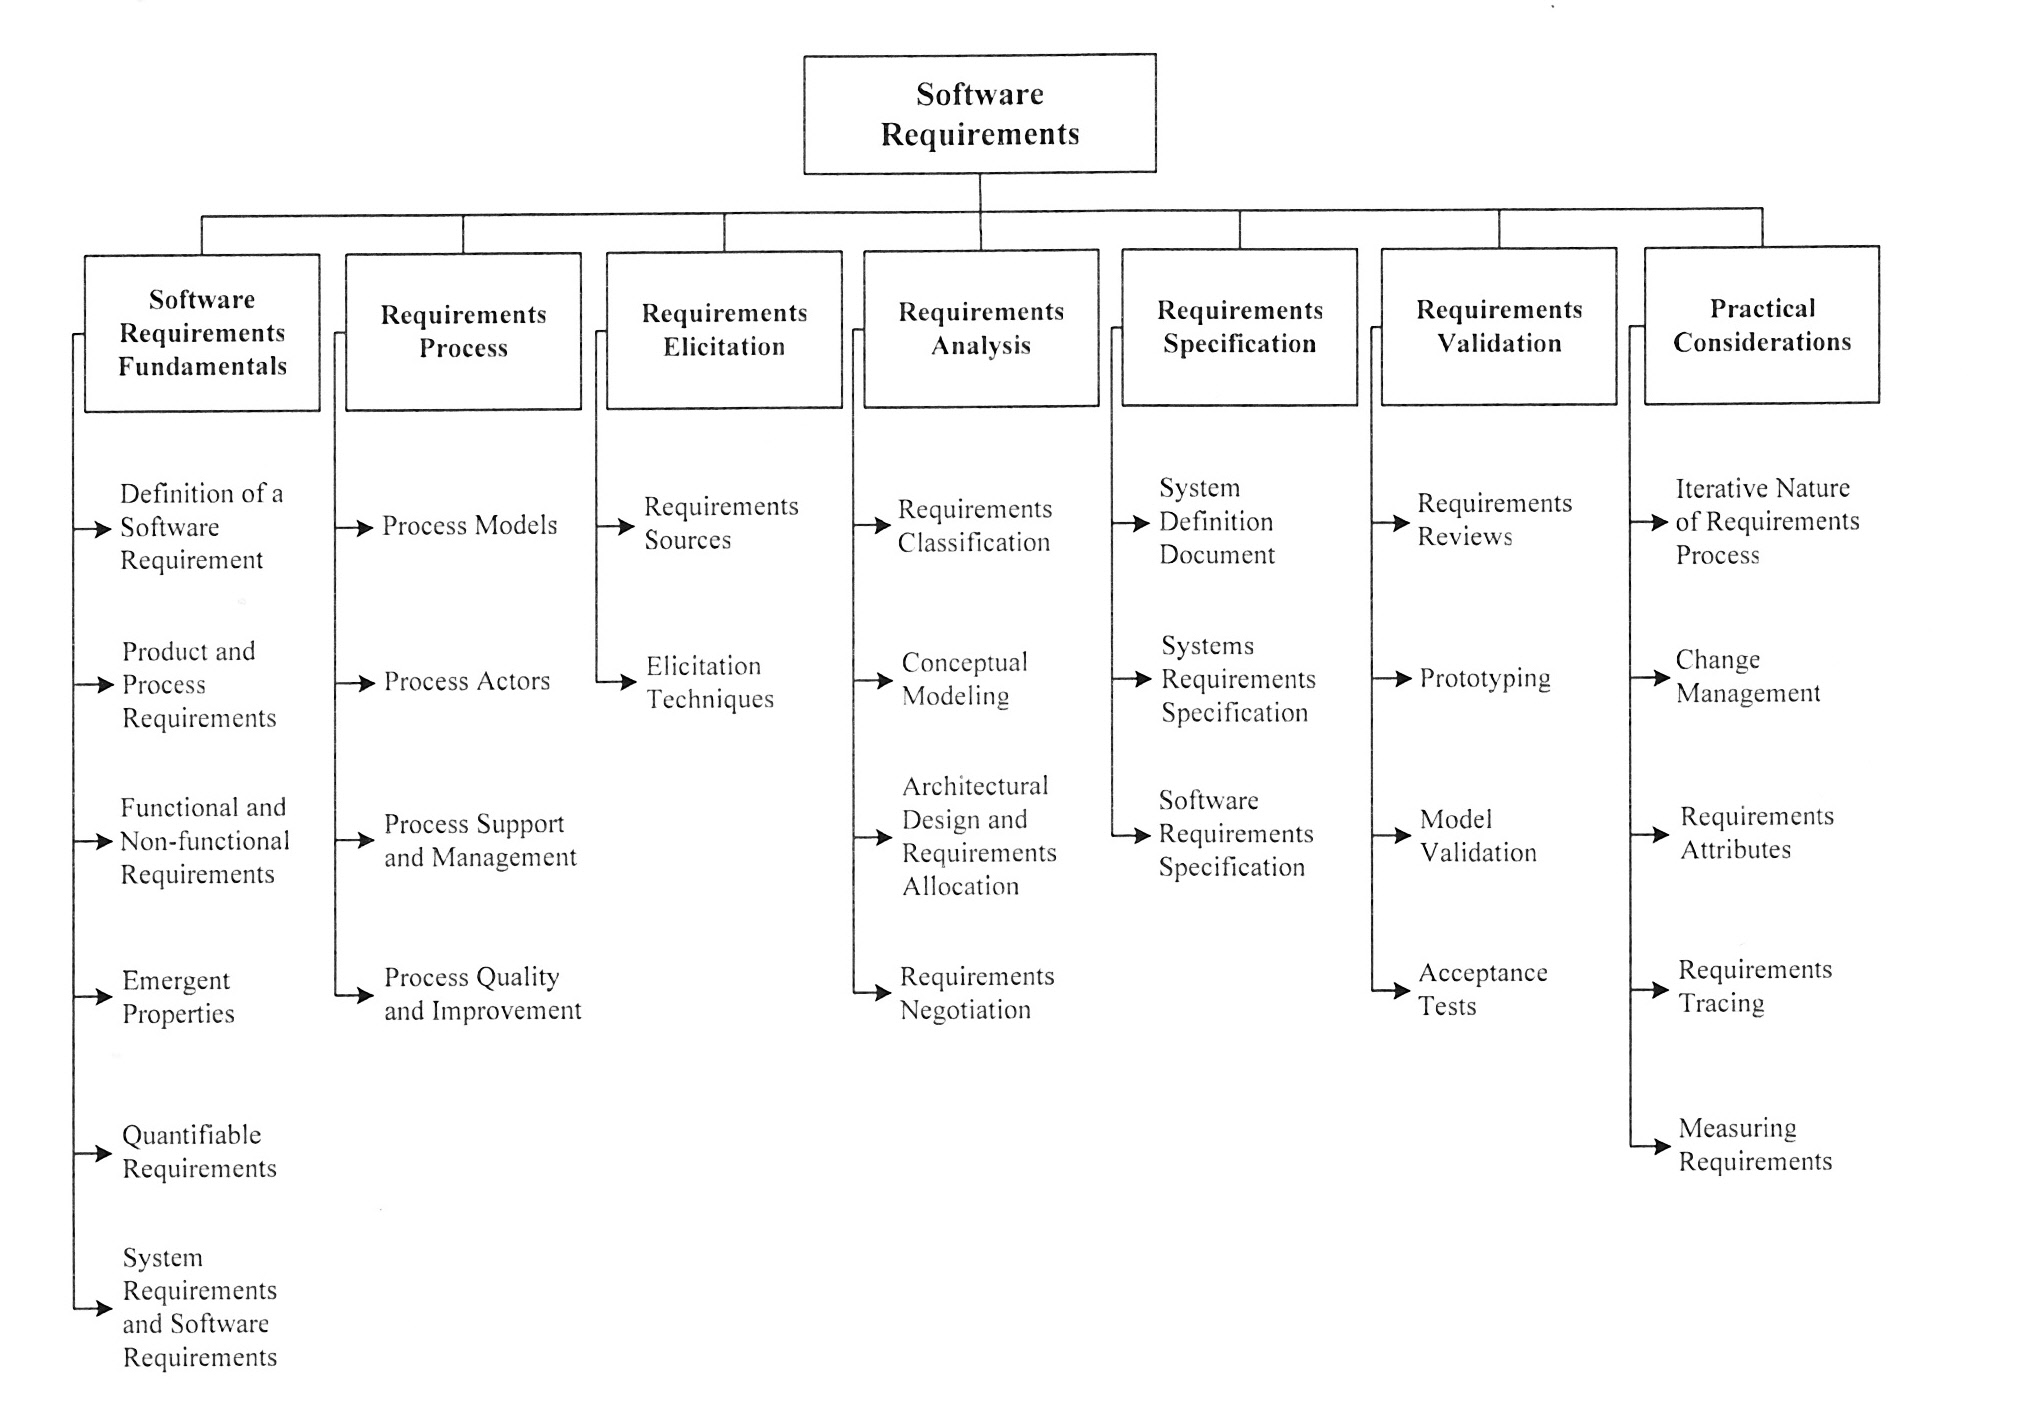 Software
Requirements
Software
Requirements
Fundamentals
Requirements
Process
Requirements
Elicitation
Requirements
Analysis
Requirements
Specification
Requirements
Validation
Practical
Considerations
Definition of a
Software
Requirement
Product and
Process
Requirements
Functional and
Non-functional
Requirements
Emergent
Properties
Quantifiable
Requirements
System
Requirements
and Software
Requirements
Process Models
Process Actors
Process Support
and Management
Process Quality
and Improvement
Requirements
Sources
Elicitation
Techniques
Requirements
Classification
Conceptual
Modeling
Architectural
Design and
Requirements
Allocation
Requirements
Negotiation
System
Definition
Document
Systems
Requirements
Specification
Software
Requirements
Specification
Requirements
Reviews
Prototyping
Model
Validation
Acceptance
Tests
Iterative Nature
of Requirements
Process
Change
Management
Requirements
Attributes
Requirements
Tracing
Measuring
Requirements